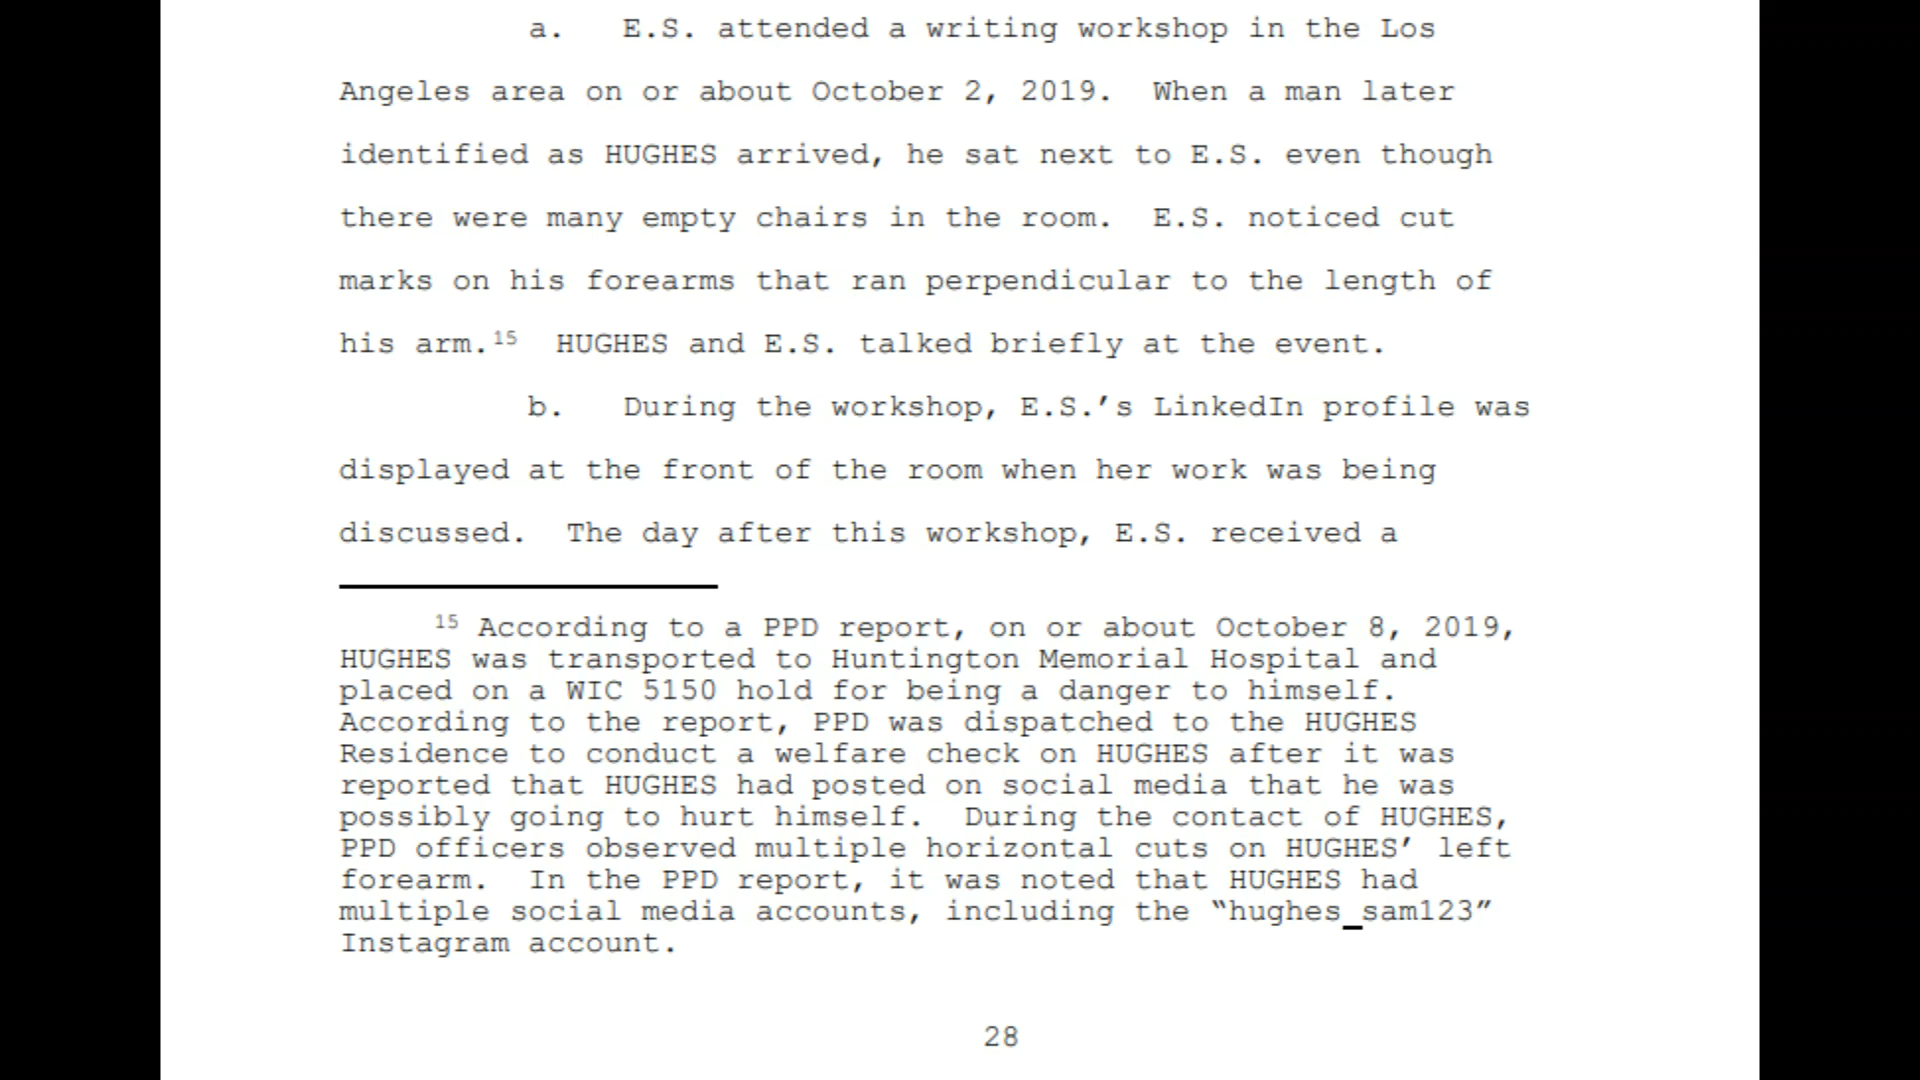 a. E.S. attended a writing workshop in the Los
Angeles area on or about October 2, 2019. When a man later
identified as HUGHES arrived, he sat next to E.S. even though
there were many empty chairs in the room. E.S. noticed cut
marks on his forearms that ran perpendicular to the length of
his arm.15 HUGHES and E.S. talked briefly at the event.
b. During the workshop, E.S.’s LinkedIn profile was
displayed at the front of the room when her work was being
discussed. The day after this workshop, E.S. received a
15 According to a PPD report, on or about October 8, 2019,
HUGHES was transported to Huntington Memorial Hospital and
placed on a WIC 5150 hold for being a danger to himself.
According to the report, PPD was dispatched to the HUGHES
Residence to conduct a welfare check on HUGHES after it was
reported that HUGHES had posted on social media that he was
possibly going to hurt himself. During the contact of HUGHES,
PPD officers observed multiple horizontal cuts on HUGHES’ left
forearm. In the PPD report, it was noted that HUGHES had
multiple social media accounts, including the “hughes_sam123”
Instagram account.
28